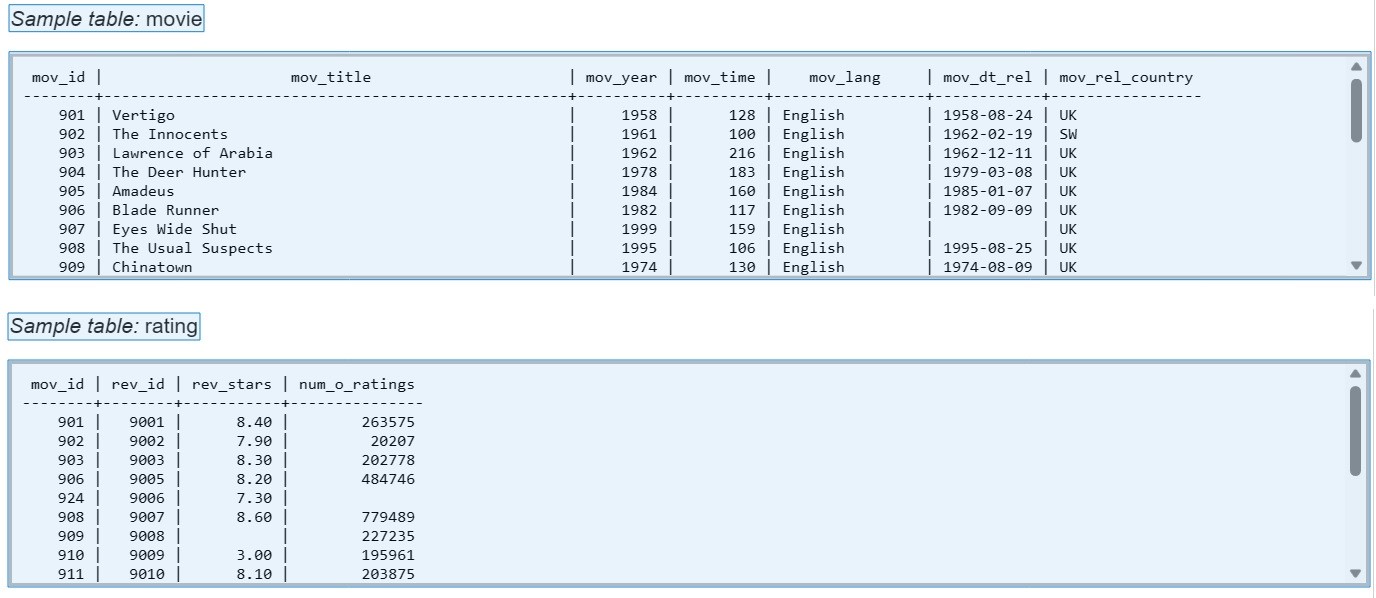 Sample table: movie
mov_id | mov_title | mov_year | mov_time | mov_lang | mov_dt_rel | mov_rel_country
--------+----------------------------------------------------+----------+----------+-----------------+------------+-----------------
901 | Vertigo | 1958 | 128 | English | 1958-08-24 | UK
902 | The Innocents | 1961 | 100 | English | 1962-02-19 | SW
903 | Lawrence of Arabia | 1962 | 216 | English | 1962-12-11 | UK
904 | The Deer Hunter | 1978 | 183 | English | 1979-03-08 | UK
905 | Amadeus | 1984 | 160 | English | 1985-01-07 | UK
906 | Blade Runner | 1982 | 117 | English | 1982-09-09 | UK
907 | Eyes Wide Shut | 1999 | 159 | English | | UK
908 | The Usual Suspects | 1995 | 106 | English | 1995-08-25 | UK
909 | Chinatown | 1974 | 130 | English | 1974-08-09 | UK
Sample table: rating
mov_id | rev_id | rev_stars | num_o_ratings
--------+--------+-----------+---------------
901 | 9001 | 8.40 | 263575
902 | 9002 | 7.90 | 20207
903 | 9003 | 8.30 | 202778
906 | 9005 | 8.20 | 484746
924 | 9006 | 7.30 |
908 | 9007 | 8.60 | 779489
909 | 9008 | | 227235
910 | 9009 | 3.00 | 195961
911 | 9010 | 8.10 | 203875